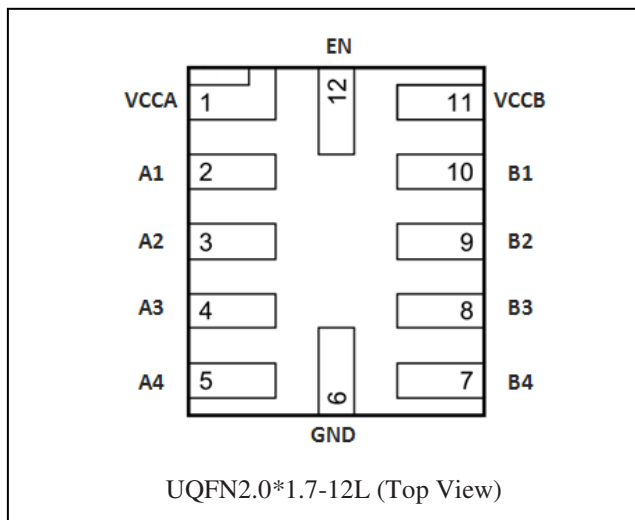 EN
VCCA 1 12 11 VCCB
A1 2 10 B1
A2 3 9 B2
A3 4 8 B3
A4 5 6 7 B4
GND
UQFN2.0*1.7-12L (Top View)